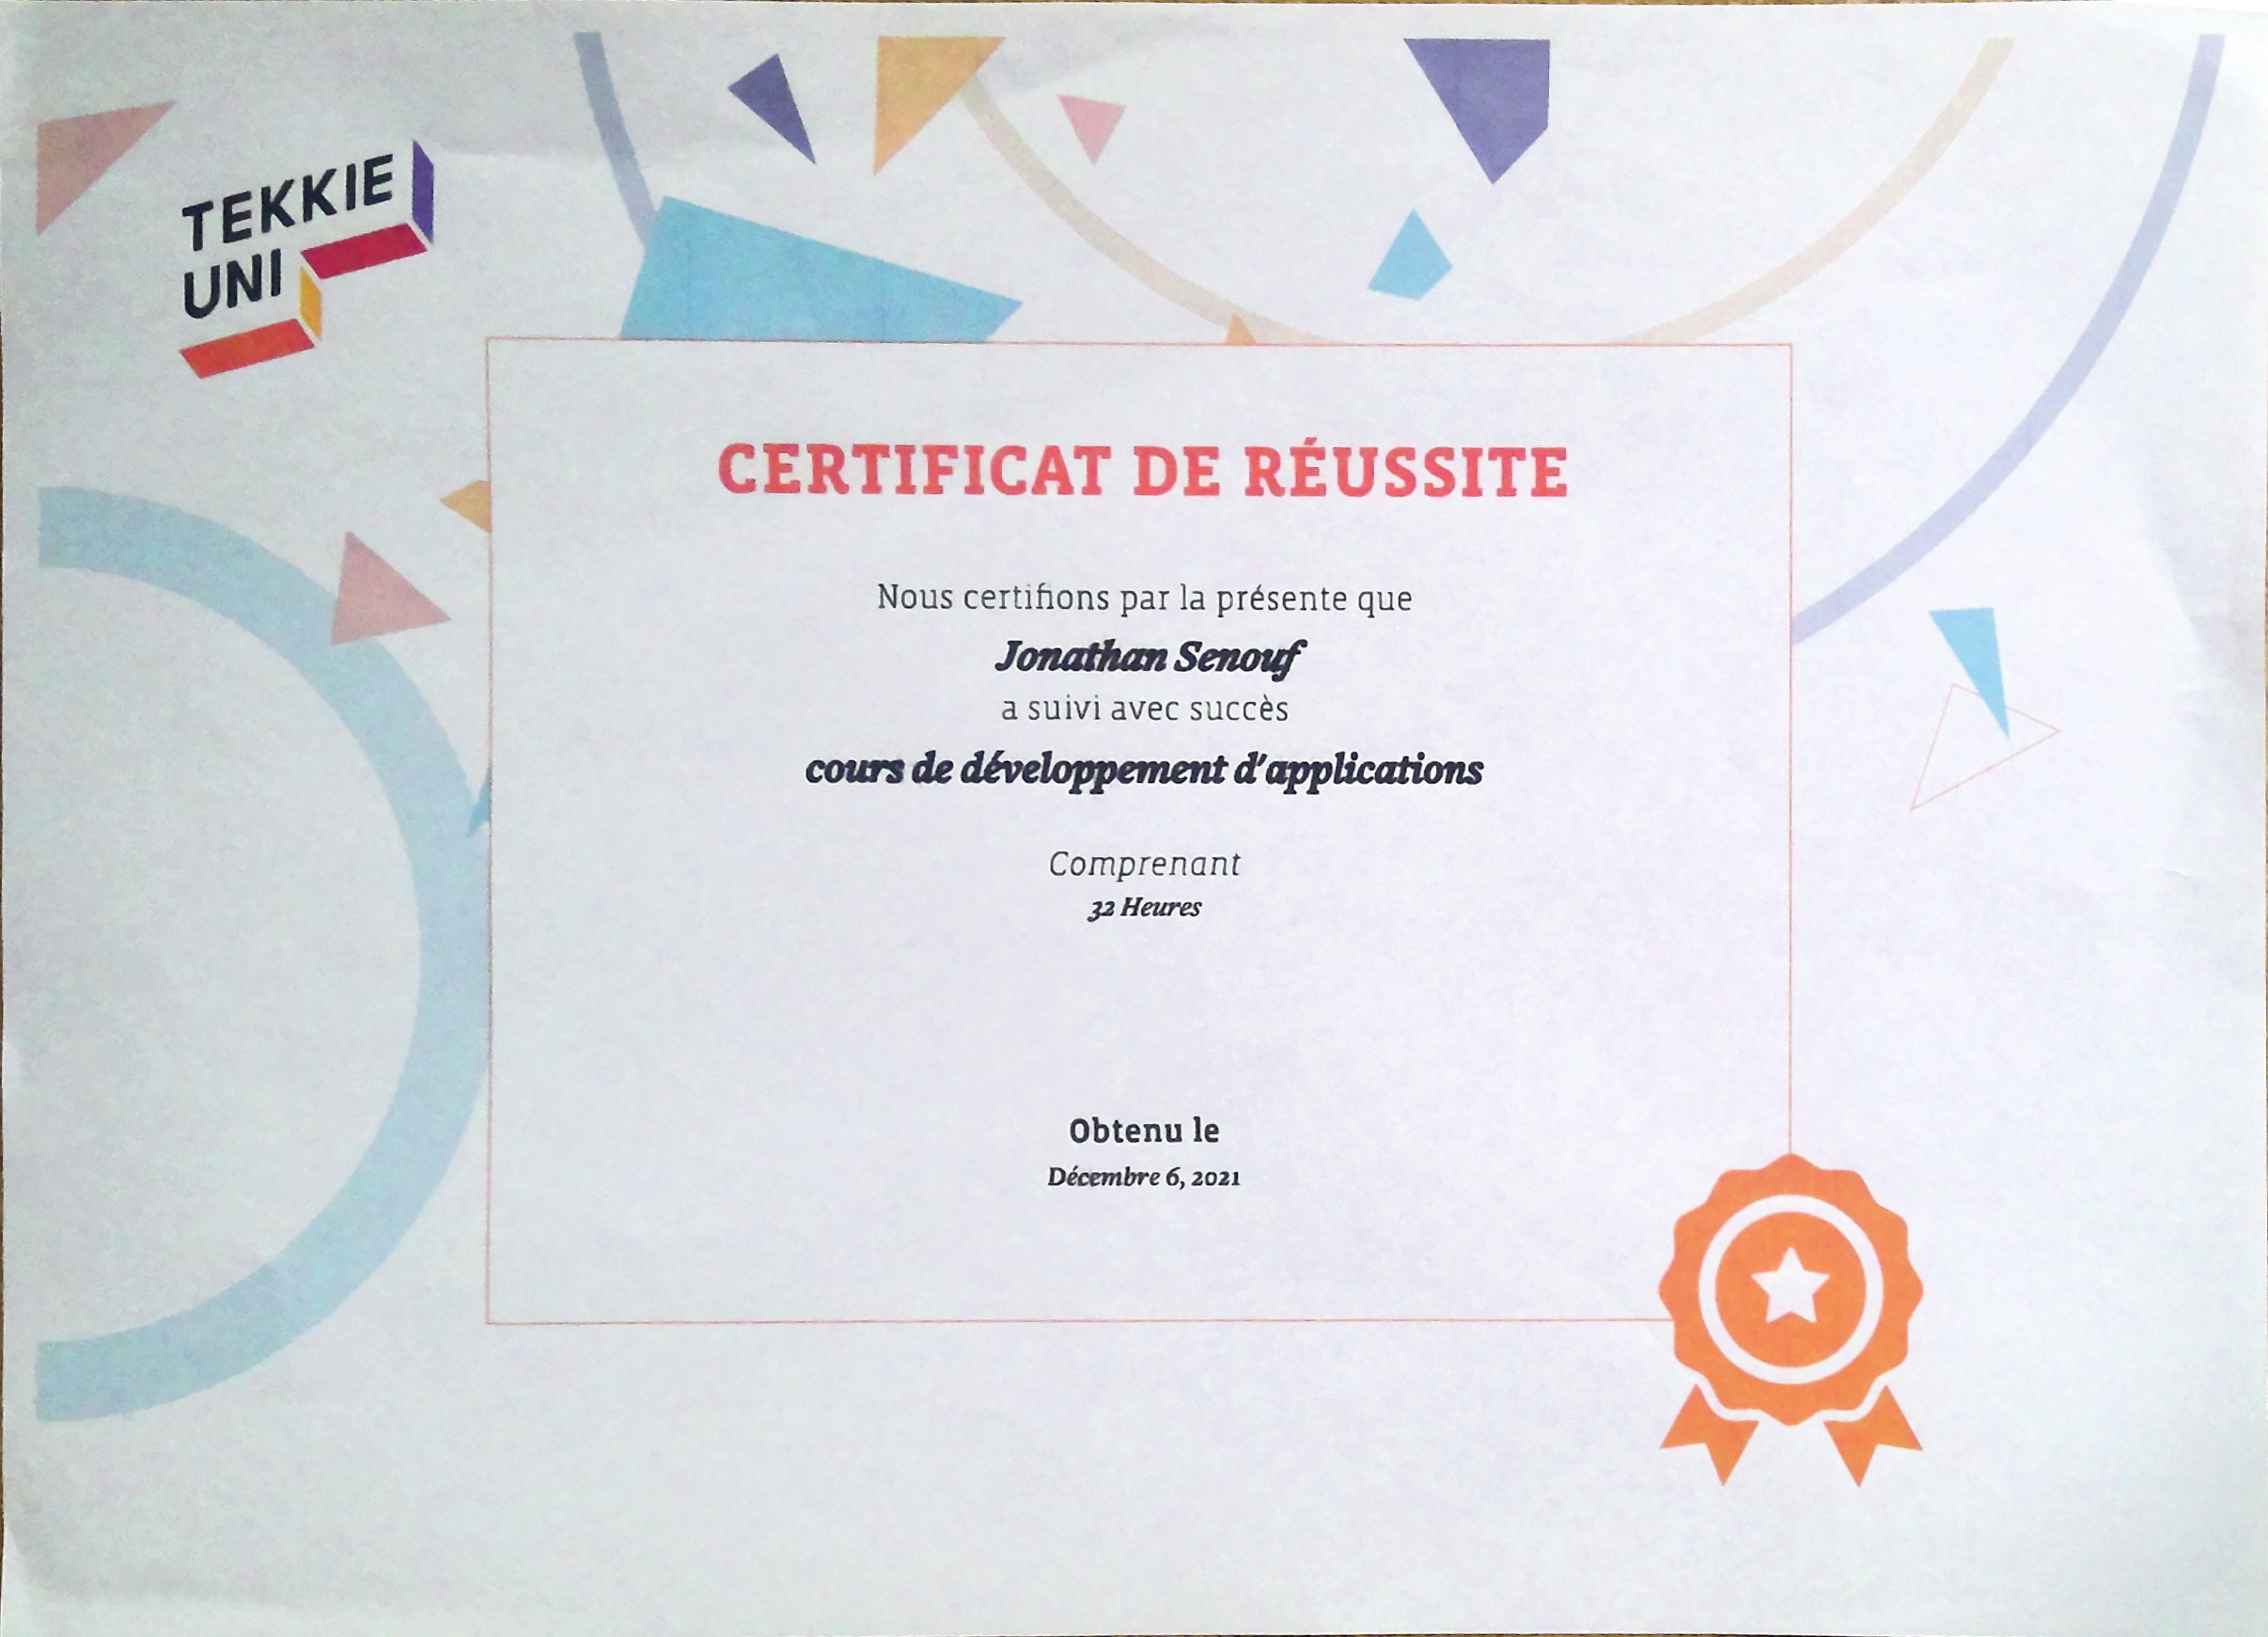 TEKKIE
UNI
CERTIFICAT DE RÉUSSITE
Nous certifions par la présente que
Jonathan Senouf
a suivi avec succès
cours de développement d'applications
Comprenant
32 Heures
Obtenu le
Décembre 6, 2021